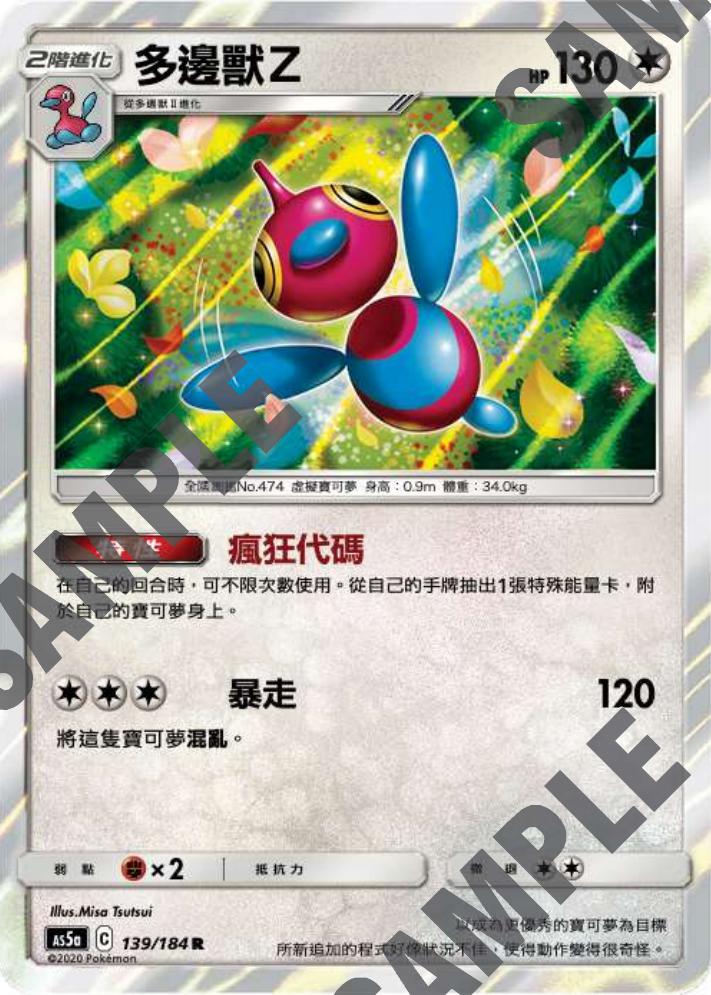 2階進化 多邊獸Z HP 130
從多邊獸II進化
全國圖鑑No.474 虛擬寶可夢 身高:0.9m 體重:34.0kg
特性 瘋狂代碼
在自己的回合時,可不限次數使用。從自己的手牌抽出1張特殊能量卡,附
於自己的寶可夢身上。
暴走 120
將這隻寶可夢混亂。
弱點 ×2 抵抗力 撤退
Illus.Misa Tsutsui
AS5a C 139/184 R
©2020 Pokémon
以成為更優秀的寶可夢為目標
所新追加的程式好像狀況不佳,使得動作變得很奇怪。
SAMPLE
SAMPLE
SAMPLE
SAMPLE